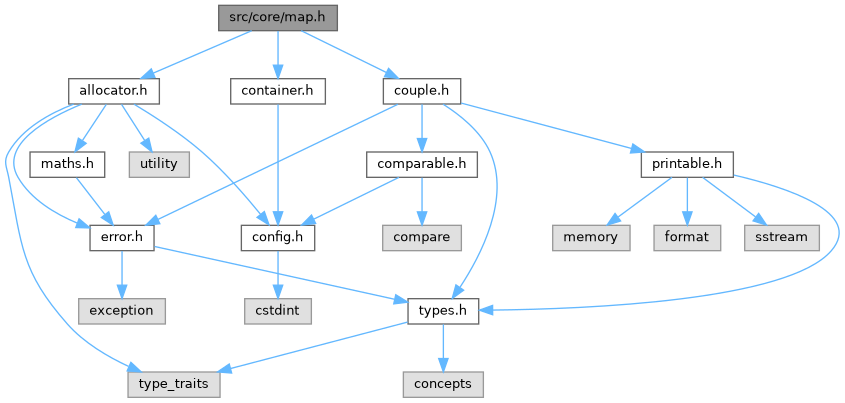 src/core/map.h
allocator.h
container.h
couple.h
maths.h
utility
comparable.h
printable.h
error.h
config.h
compare
memory
format
sstream
exception
cstdint
types.h
type_traits
concepts